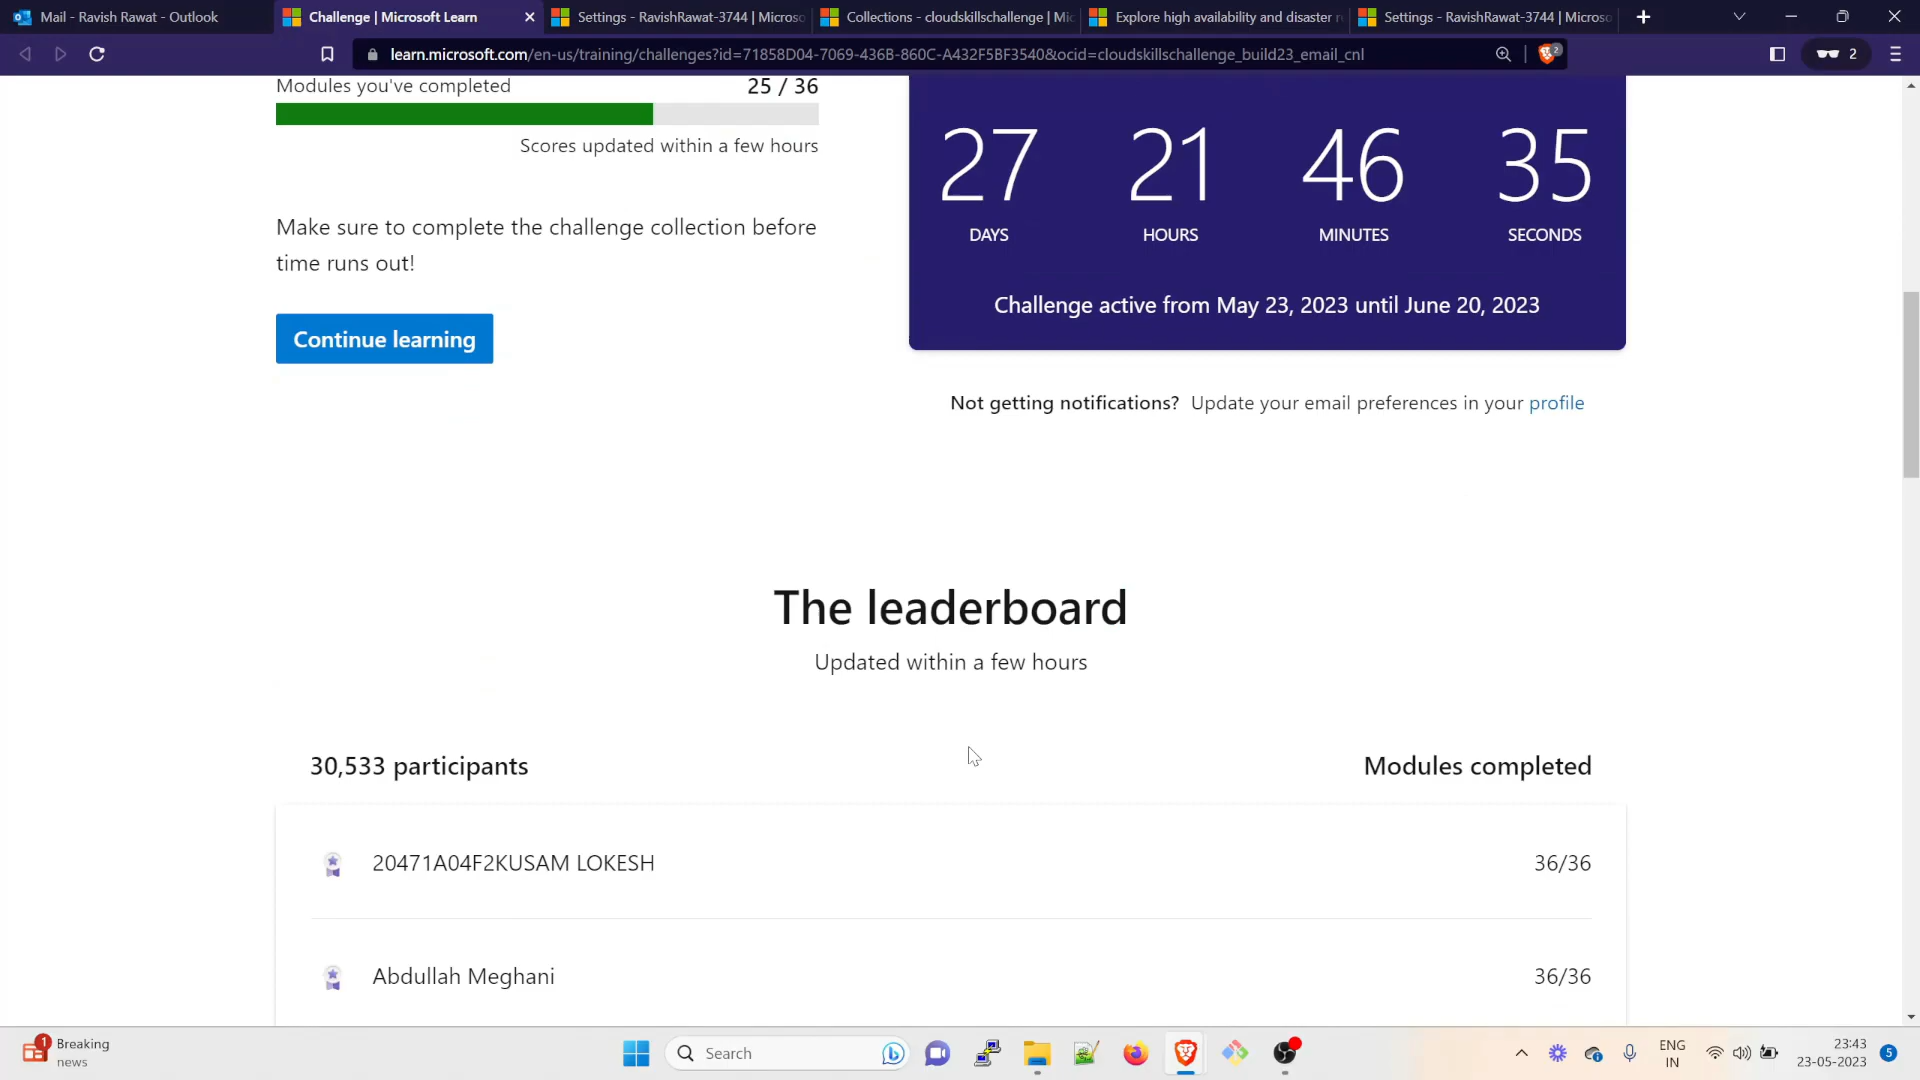 Mail - Ravish Rawat - Outlook
Challenge | Microsoft Learn
Settings - RavishRawat-3744 | Microso
Collections - cloudskillschallenge | Mic
Explore high availability and disaster r
Settings - RavishRawat-3744 | Microso
learn.microsoft.com/en-us/training/challenges?id=71858D04-7069-436B-860C-A432F5BF3540&ocid=cloudskillschallenge_build23_email_cnl
2
2
Modules you've completed 25 / 36
Scores updated within a few hours
Make sure to complete the challenge collection before
time runs out!
Continue learning
27 21 46 35
DAYS HOURS MINUTES SECONDS
Challenge active from May 23, 2023 until June 20, 2023
Not getting notifications? Update your email preferences in your profile
The leaderboard
Updated within a few hours
30,533 participants Modules completed
20471A04F2KUSAM LOKESH 36/36
Abdullah Meghani 36/36
1
Breaking
news
Search
ENG
IN
23:43
23-05-2023
5